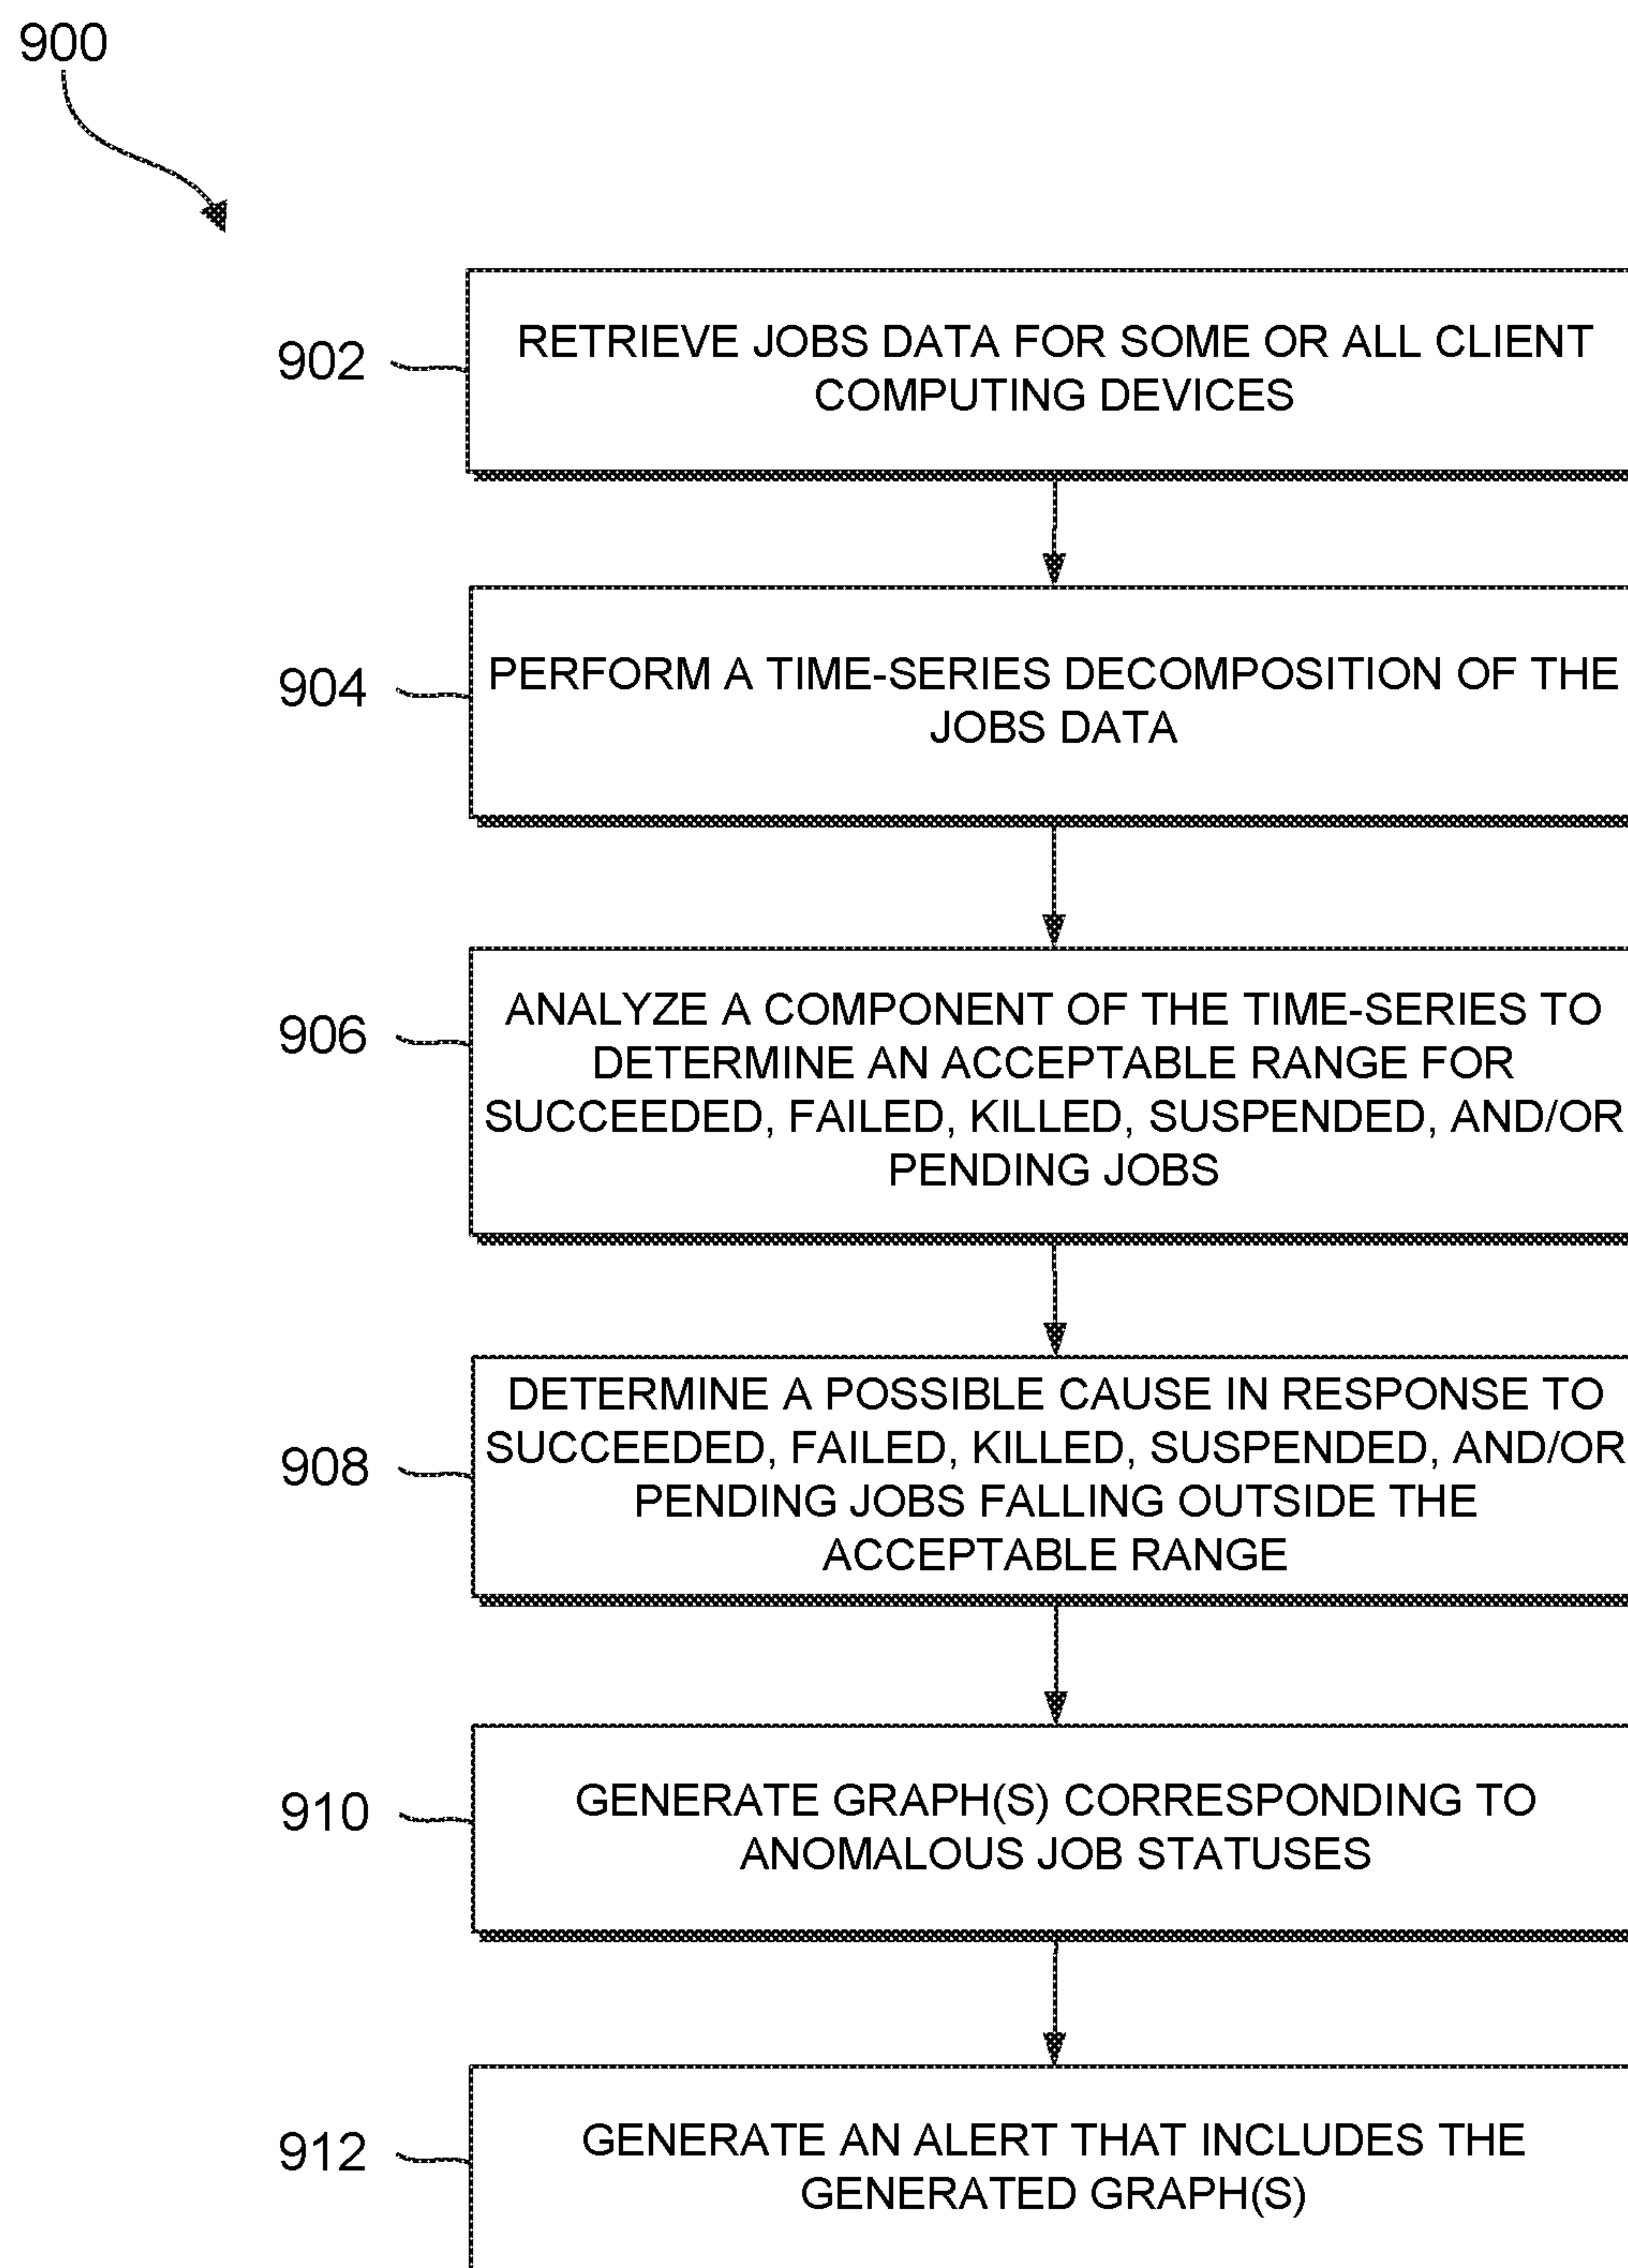 900
902
RETRIEVE JOBS DATA FOR SOME OR ALL CLIENT
COMPUTING DEVICES
904
PERFORM A TIME-SERIES DECOMPOSITION OF THE
JOBS DATA
906
ANALYZE A COMPONENT OF THE TIME-SERIES TO
DETERMINE AN ACCEPTABLE RANGE FOR
SUCCEEDED, FAILED, KILLED, SUSPENDED, AND/OR
PENDING JOBS
908
DETERMINE A POSSIBLE CAUSE IN RESPONSE TO
SUCCEEDED, FAILED, KILLED, SUSPENDED, AND/OR
PENDING JOBS FALLING OUTSIDE THE
ACCEPTABLE RANGE
910
GENERATE GRAPH(S) CORRESPONDING TO
ANOMALOUS JOB STATUSES
912
GENERATE AN ALERT THAT INCLUDES THE
GENERATED GRAPH(S)